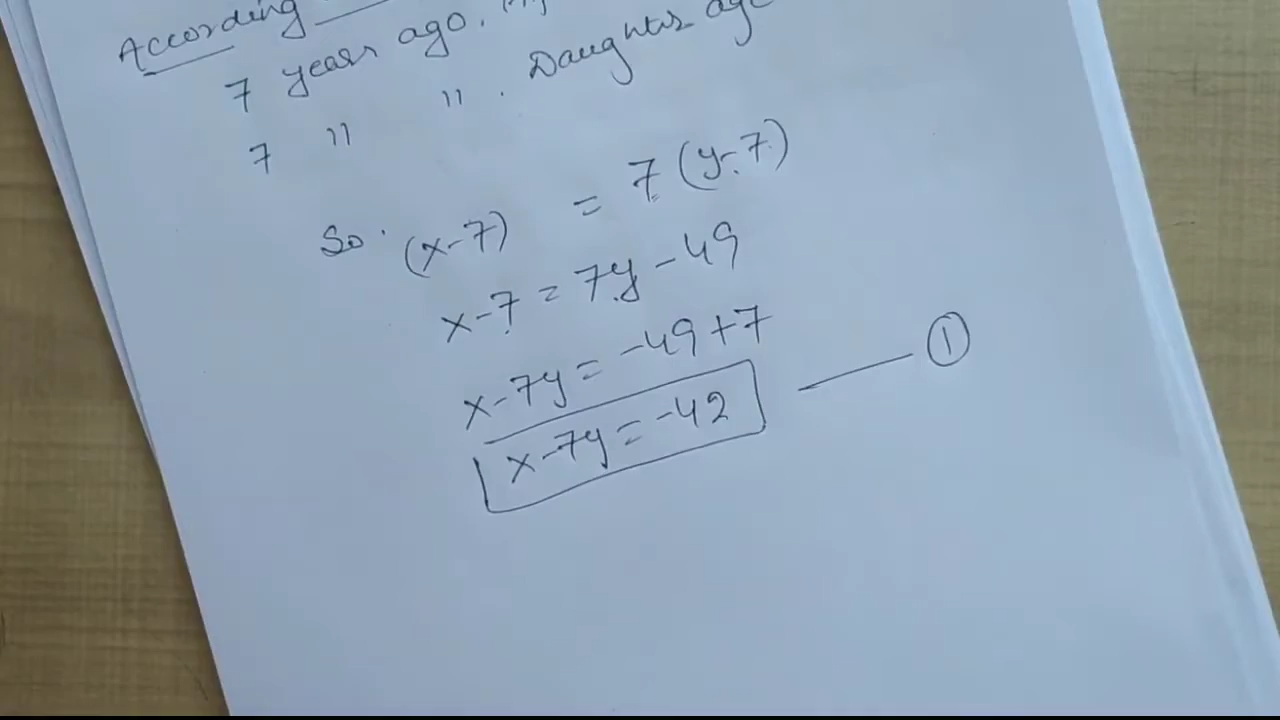 According
7 years ago.
7 " " . Daughter age
So. (x-7) = 7(y-7)
x-7 = 7y-49
x-7y = -49+7
x-7y = -42 ①